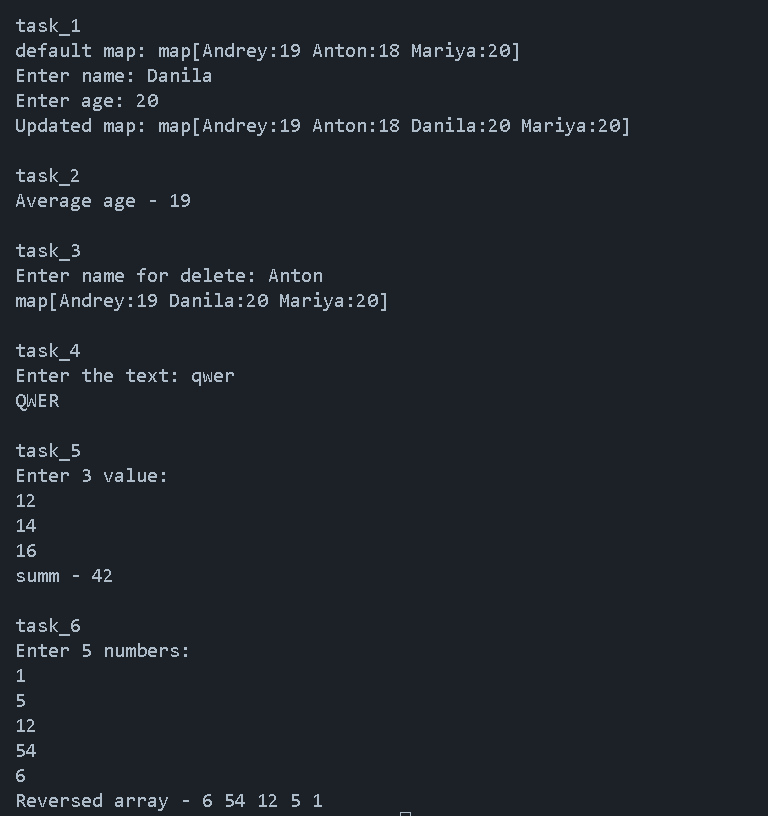 task_1
default map: map[Andrey:19 Anton:18 Mariya:20]
Enter name: Danila
Enter age: 20
Updated map: map[Andrey:19 Anton:18 Danila:20 Mariya:20]
task_2
Average age - 19
task_3
Enter name for delete: Anton
map[Andrey:19 Danila:20 Mariya:20]
task_4
Enter the text: qwer
QWER
task_5
Enter 3 value:
12
14
16
summ - 42
task_6
Enter 5 numbers:
1
5
12
54
6
Reversed array - 6 54 12 5 1